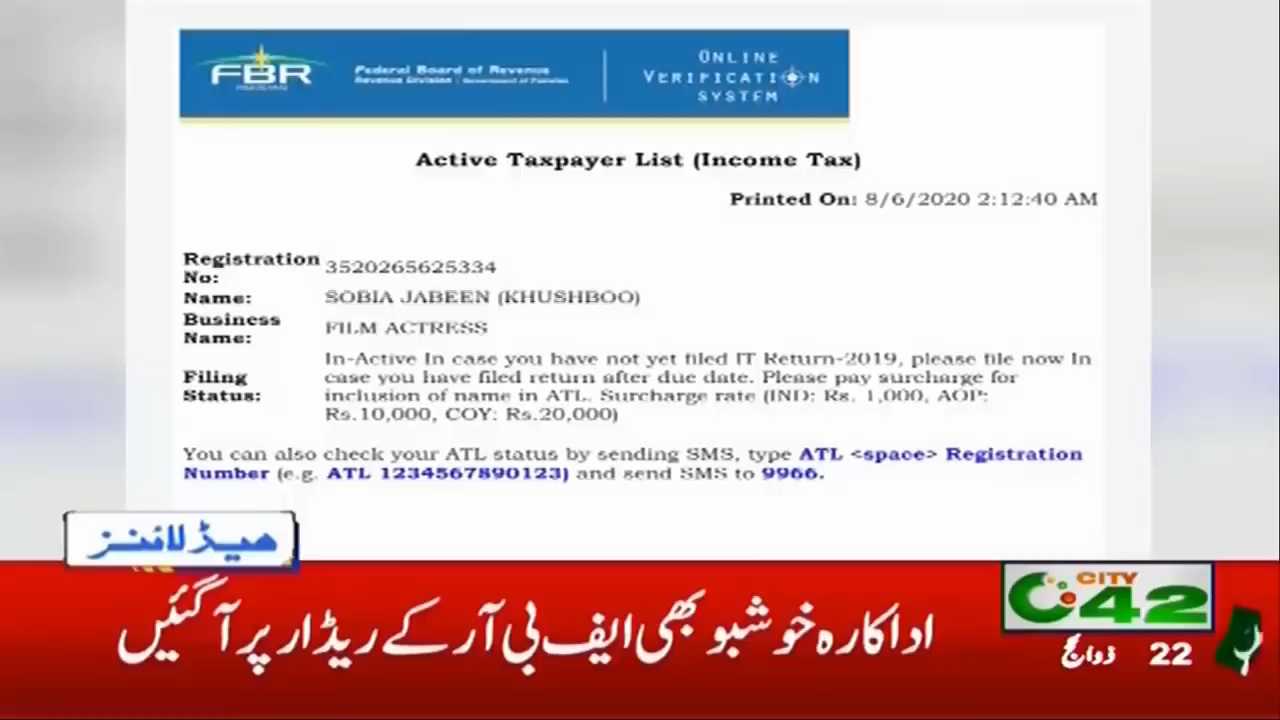 FBR
PAKISTAN
Federal Board of Revenue
Revenue Division Government of Pakistan
ONLINE
VERIFICATION
SYSTEM
Active Taxpayer List (Income Tax)
Printed On: 8/6/2020 2:12:40 AM
Registration No: 3520265625334
Name: SOBIA JABEEN (KHUSHBOO)
Business Name: FILM ACTRESS
Filing Status: In-Active In case you have not yet filed IT Return-2019, please file now In
case you have filed return after due date. Please pay surcharge for
inclusion of name in ATL. Surcharge rate (IND: Rs. 1,000, AOP:
Rs.10,000, COY: Rs.20,000)
You can also check your ATL status by sending SMS, type ATL <space> Registration
Number (e.g. ATL 1234567890123) and send SMS to 9966.
ہیڈلائنز
CITY
42
اداکارہ خوشبو بھی ایف بی آر کے ریڈار پر آگئیں
22 ذوالحج